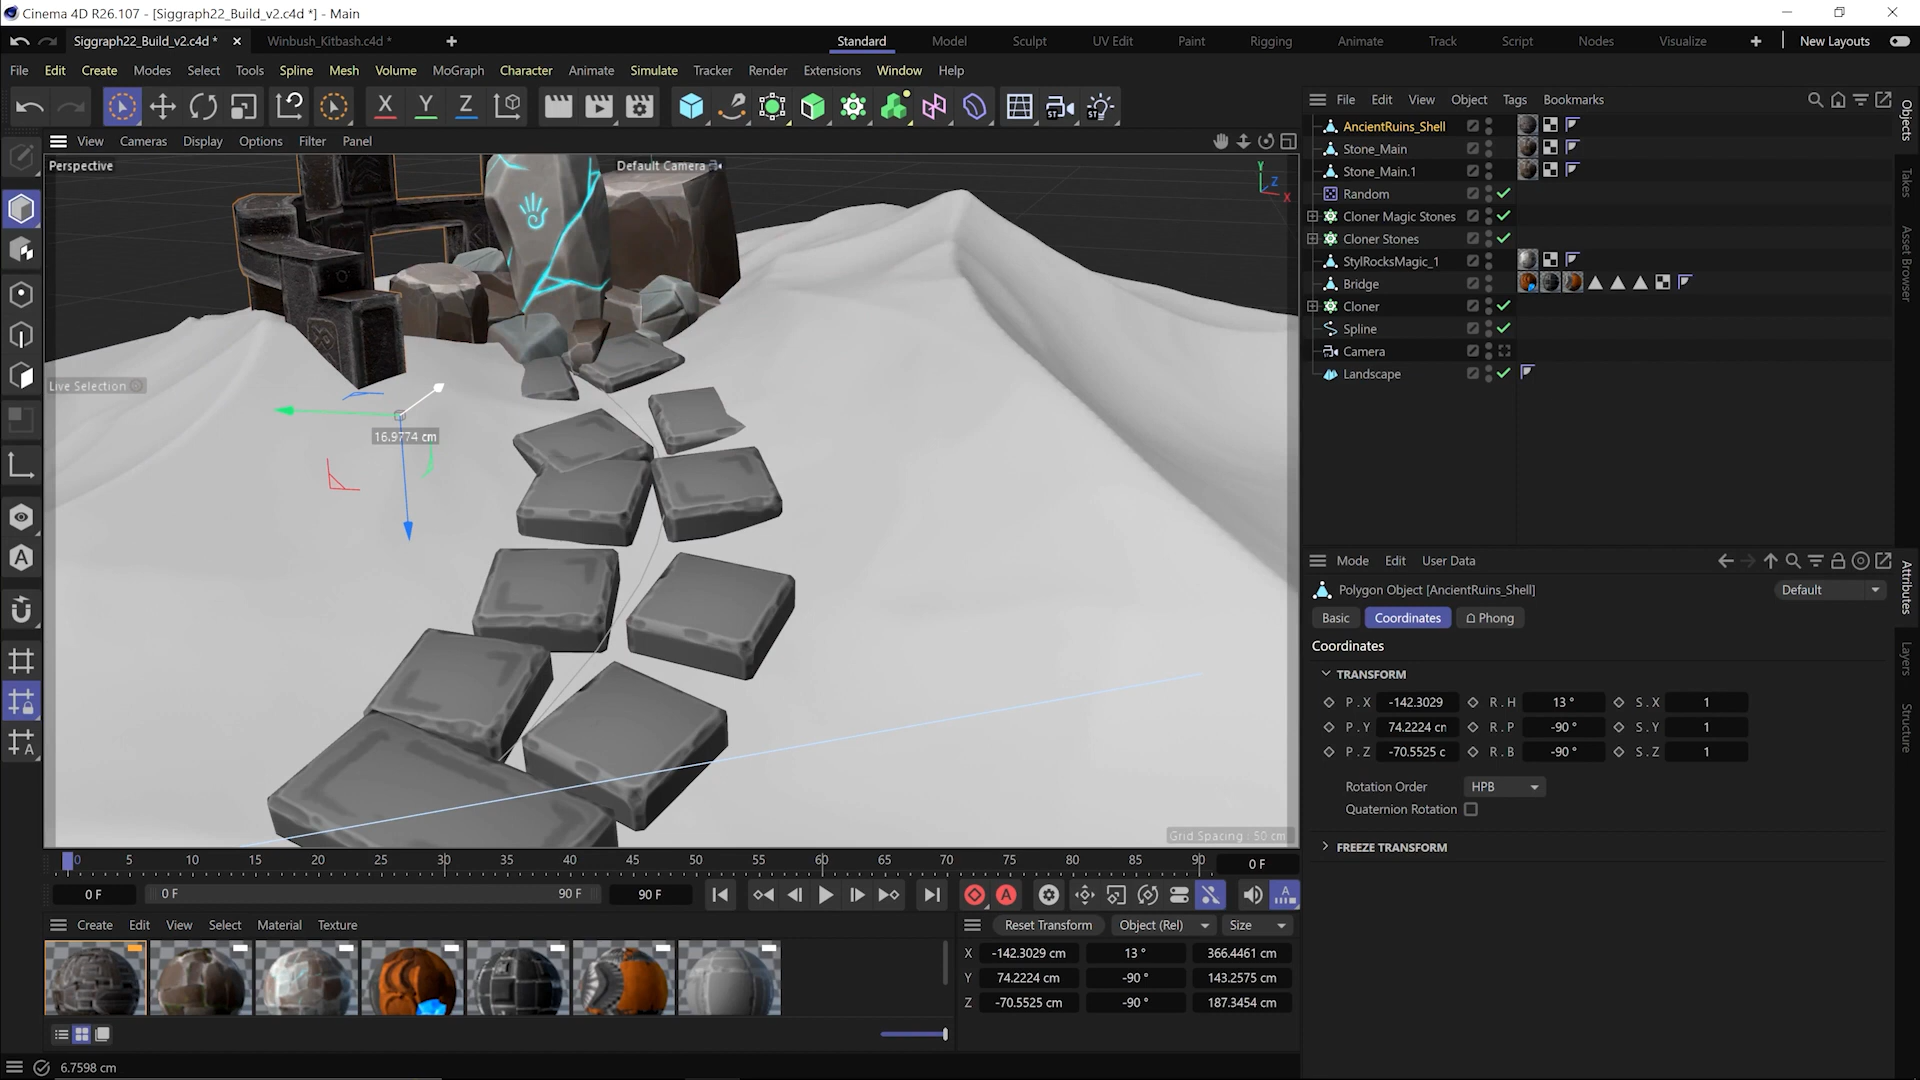 Cinema 4D R26.107 - [Siggraph22_Build_v2.c4d *] - Main
Siggraph22_Build_v2.c4d *
Winbush_Kitbash.c4d *
Standard Model Sculpt UV Edit Paint Rigging Animate Track Script Nodes Visualize New Layouts
File Edit Create Modes Select Tools Spline Mesh Volume MoGraph Character Animate Simulate Tracker Render Extensions Window Help
X Y Z
ST ST
View Cameras Display Options Filter Panel
Perspective
Default Camera
Y
Z
X
Live Selection
16.9774 cm
Grid Spacing : 50 cm
File Edit View Object Tags Bookmarks
AncientRuins_Shell
Stone_Main
Stone_Main.1
Random
Cloner Magic Stones
Cloner Stones
StylRocksMagic_1
Bridge
Cloner
Spline
Camera
Landscape
Objects
Takes
Asset Browser
Mode Edit User Data
Polygon Object [AncientRuins_Shell]
Default
Basic Coordinates Phong
Coordinates
TRANSFORM
P . X -142.3029 R . H 13 ° S . X 1
P . Y 74.2224 cn R . P -90 ° S . Y 1
P . Z -70.5525 c R . B -90 ° S . Z 1
Rotation Order HPB
Quaternion Rotation
FREEZE TRANSFORM
Attributes
Layers
Structure
0 5 10 15 20 25 30 35 40 45 50 55 60 65 70 75 80 85 90 0 F
0 F 0 F 90 F 90 F
Create Edit View Select Material Texture
Reset Transform Object (Rel) Size
X -142.3029 cm 13 ° 366.4461 cm
Y 74.2224 cm -90 ° 143.2575 cm
Z -70.5525 cm -90 ° 187.3454 cm
6.7598 cm